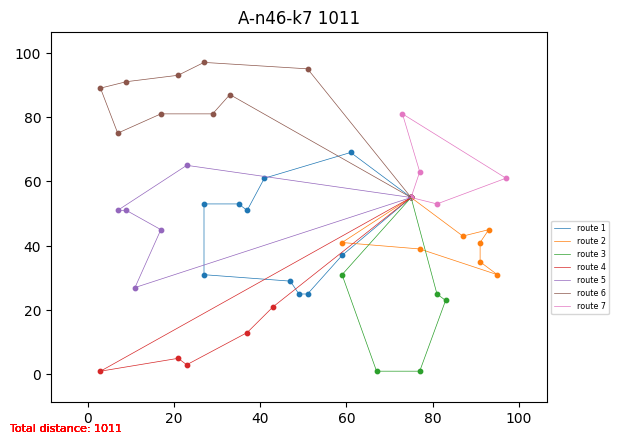 A-n46-k7 1011
100
80
60
40
20
0
0 20 40 60 80 100
route 1
route 2
route 3
route 4
route 5
route 6
route 7
Total distance: 1011